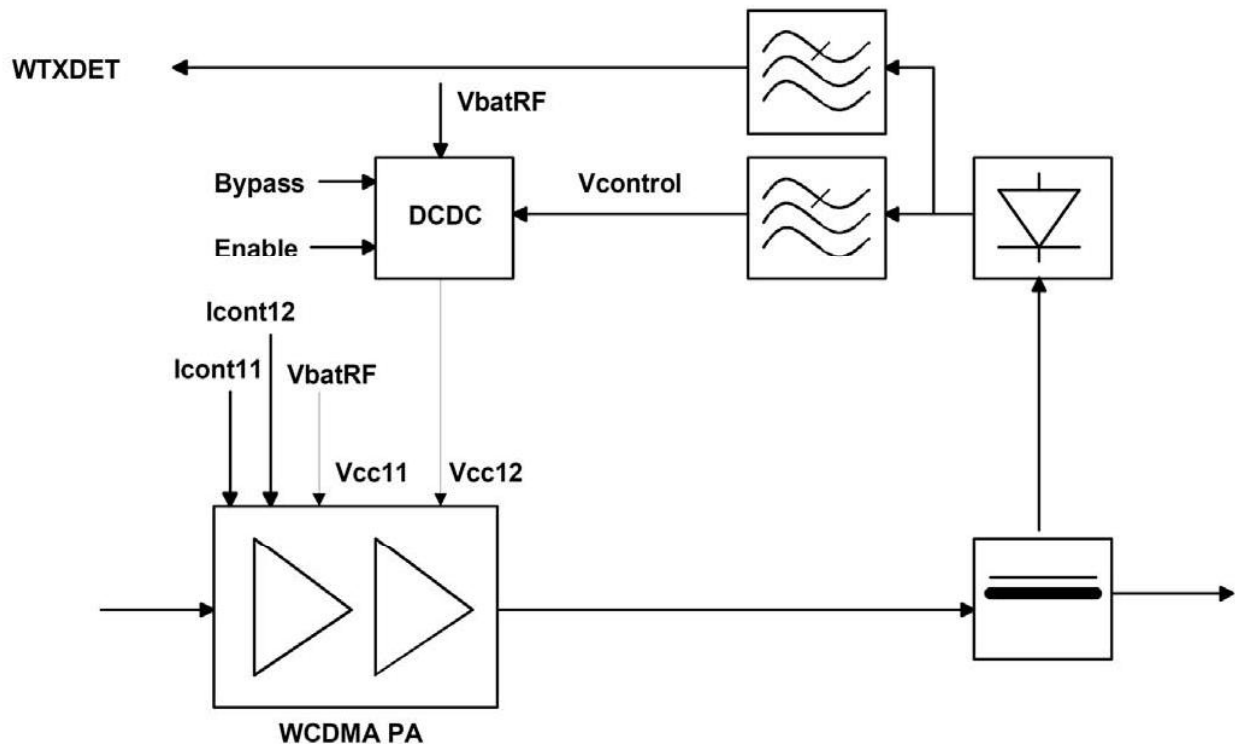 WTXDET
VbatRF
Bypass
Vcontrol
DCDC
Enable
Icont12
Icont11
VbatRF
Vcc11
Vcc12
WCDMA PA